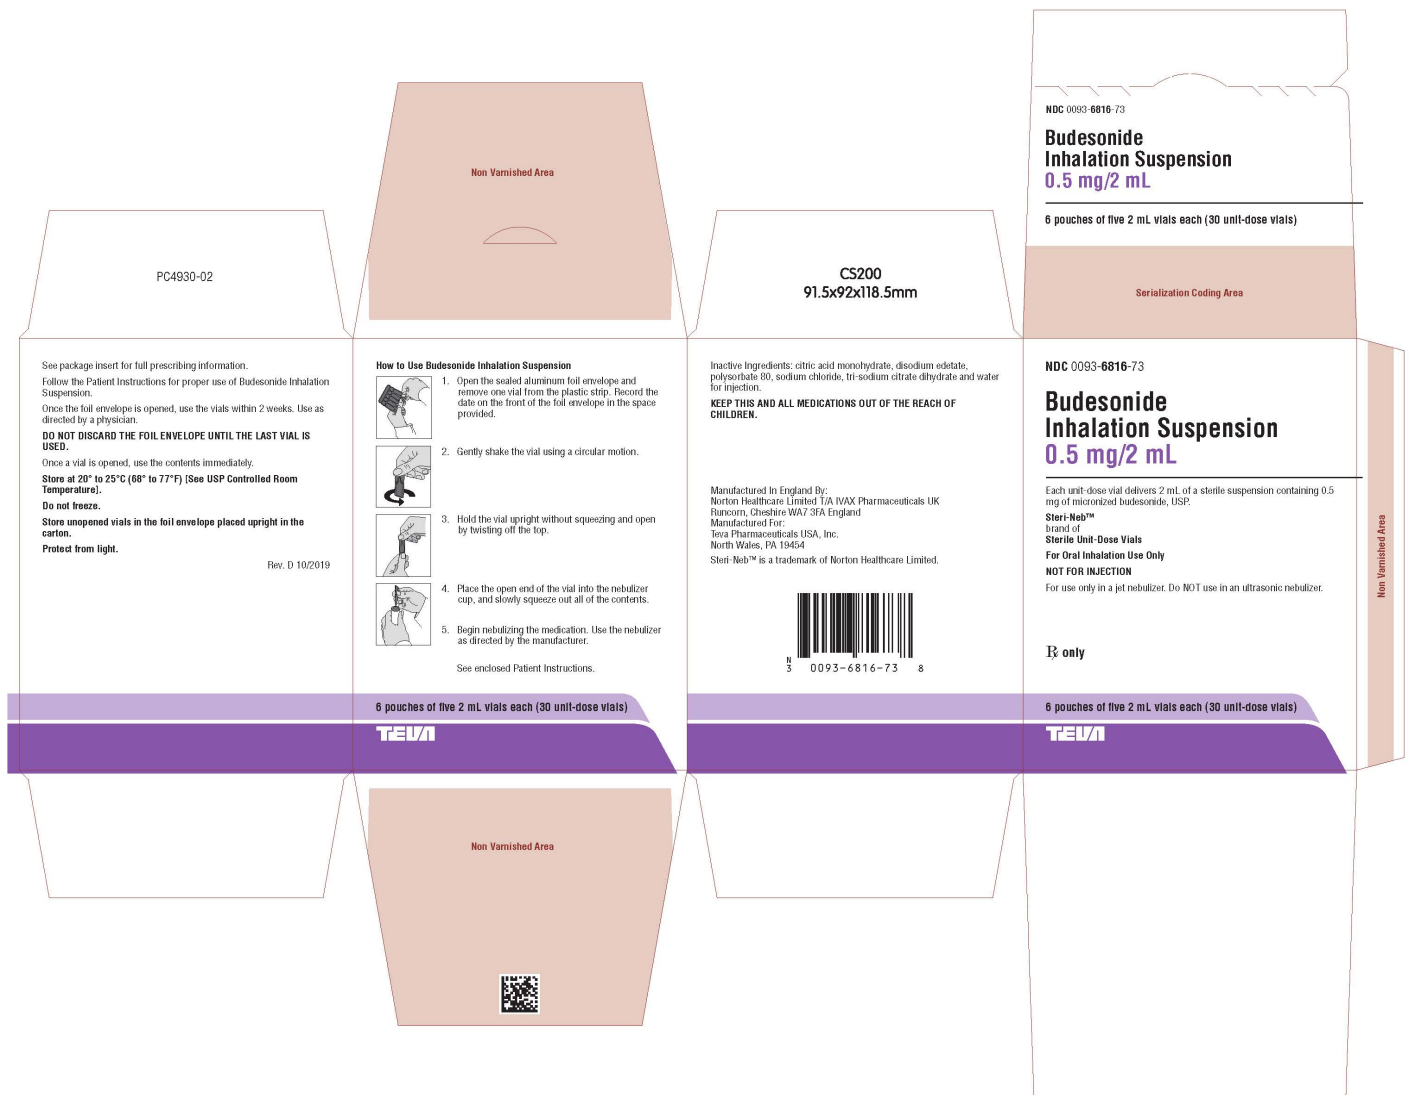 NDC 0093-6816-73
Budesonide
Inhalation Suspension
0.5 mg/2 mL
6 pouches of five 2 mL vials each (30 unit-dose vials)
Serialization Coding Area
Non Varnished Area
PC4930-02
CS200
91.5x92x118.5mm
See package insert for full prescribing information.
Follow the Patient Instructions for proper use of Budesonide Inhalation
Suspension.
Once the foil envelope is opened, use the vials within 2 weeks. Use as
directed by a physician.
DO NOT DISCARD THE FOIL ENVELOPE UNTIL THE LAST VIAL IS
USED.
Once a vial is opened, use the contents immediately.
Store at 20° to 25°C (68° to 77°F) [See USP Controlled Room
Temperature].
Do not freeze.
Store unopened vials in the foil envelope placed upright in the
carton.
Protect from light.
Rev. D 10/2019
How to Use Budesonide Inhalation Suspension
1. Open the sealed aluminum foil envelope and
remove one vial from the plastic strip. Record the
date on the front of the foil envelope in the space
provided.
2. Gently shake the vial using a circular motion.
3. Hold the vial upright without squeezing and open
by twisting off the top.
4. Place the open end of the vial into the nebulizer
cup, and slowly squeeze out all of the contents.
5. Begin nebulizing the medication. Use the nebulizer
as directed by the manufacturer.
See enclosed Patient Instructions.
6 pouches of five 2 mL vials each (30 unit-dose vials)
TEVA
Non Varnished Area
Inactive Ingredients: citric acid monohydrate, disodium edetate,
polysorbate 80, sodium chloride, tri-sodium citrate dihydrate and water
for injection.
KEEP THIS AND ALL MEDICATIONS OUT OF THE REACH OF
CHILDREN.
Manufactured In England By:
Norton Healthcare Limited T/A IVAX Pharmaceuticals UK
Runcorn, Cheshire WA7 3FA England
Manufactured For:
Teva Pharmaceuticals USA, Inc.
North Wales, PA 19454
Steri-Neb™ is a trademark of Norton Healthcare Limited.
N
3 0093-6816-73 8
NDC 0093-6816-73
Budesonide
Inhalation Suspension
0.5 mg/2 mL
Each unit-dose vial delivers 2 mL of a sterile suspension containing 0.5
mg of micronized budesonide, USP.
Steri-Neb™
brand of
Sterile Unit-Dose Vials
For Oral Inhalation Use Only
NOT FOR INJECTION
For use only in a jet nebulizer. Do NOT use in an ultrasonic nebulizer.
℞ only
6 pouches of five 2 mL vials each (30 unit-dose vials)
TEVA
Non Varnished Area